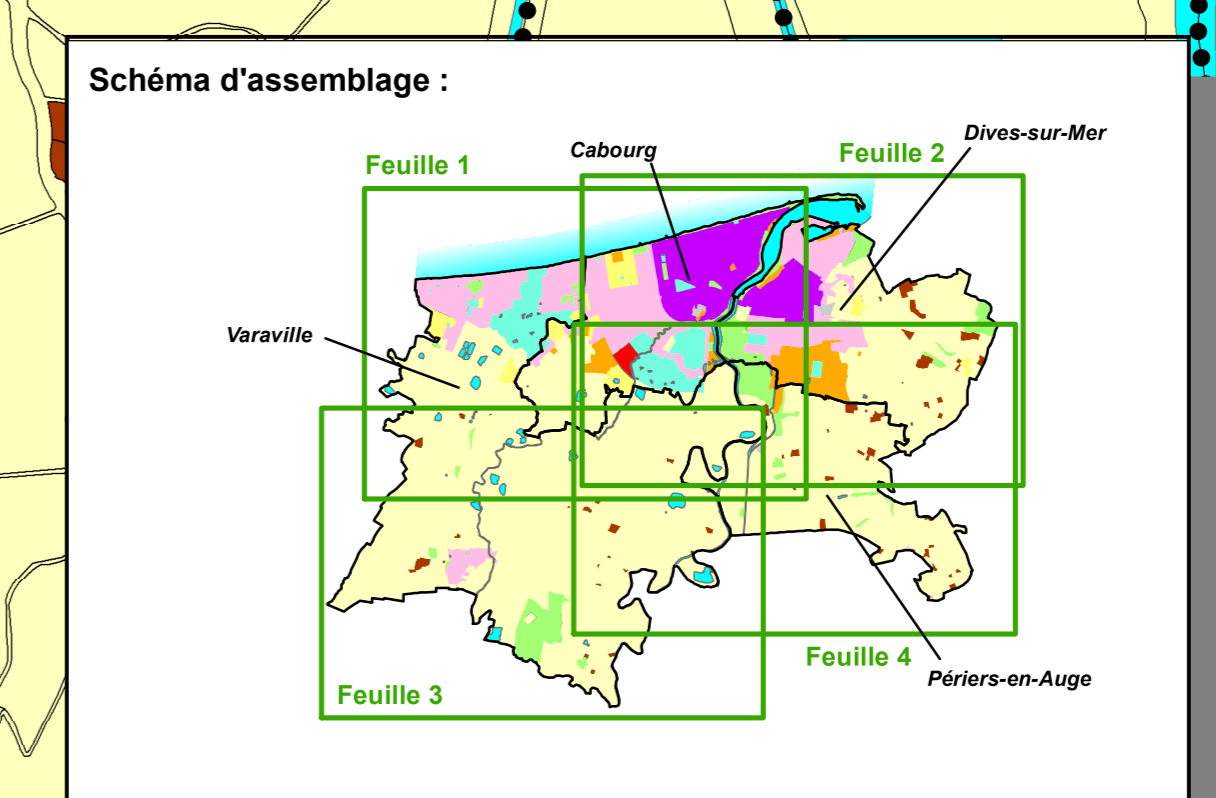 Schéma d'assemblage :
Dives-sur-Mer
Cabourg
Feuille 2
Feuille 1
Varaville
Feuille 4
Périers-en-Auge
Feuille 3